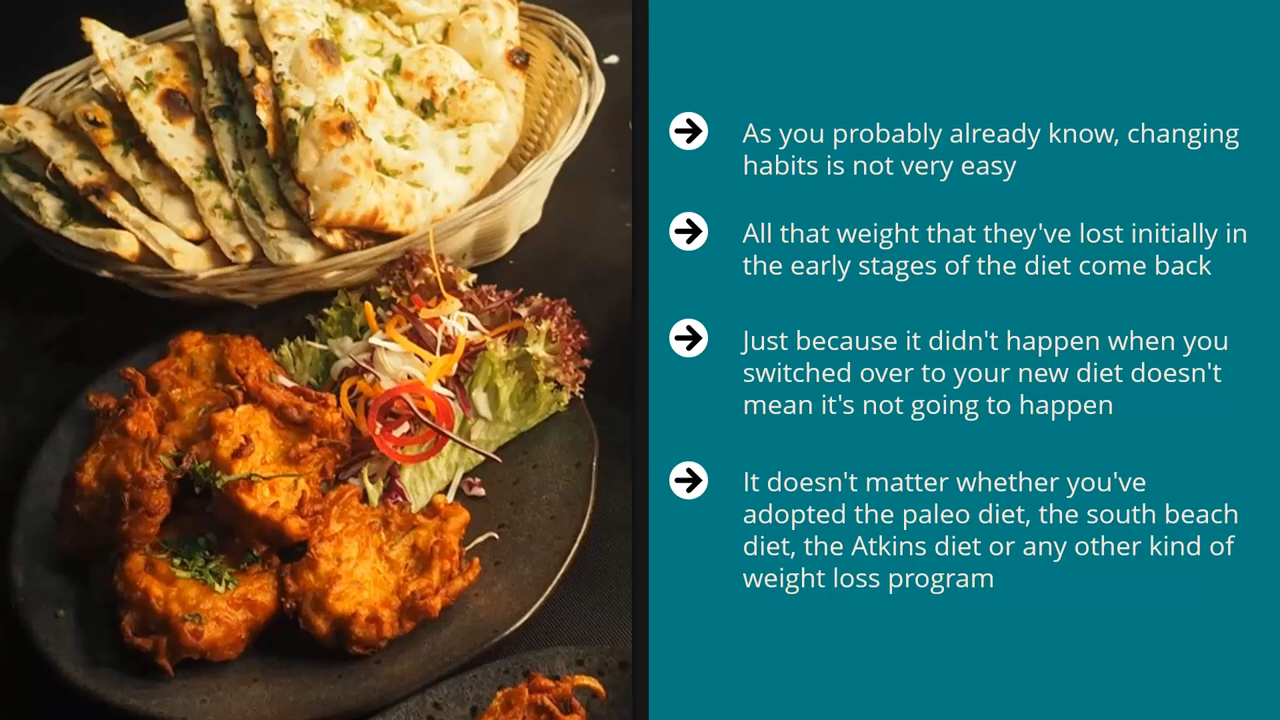 As you probably already know, changing
habits is not very easy
All that weight that they've lost initially in
the early stages of the diet come back
Just because it didn't happen when you
switched over to your new diet doesn't
mean it's not going to happen
It doesn't matter whether you've
adopted the paleo diet, the south beach
diet, the Atkins diet or any other kind of
weight loss program